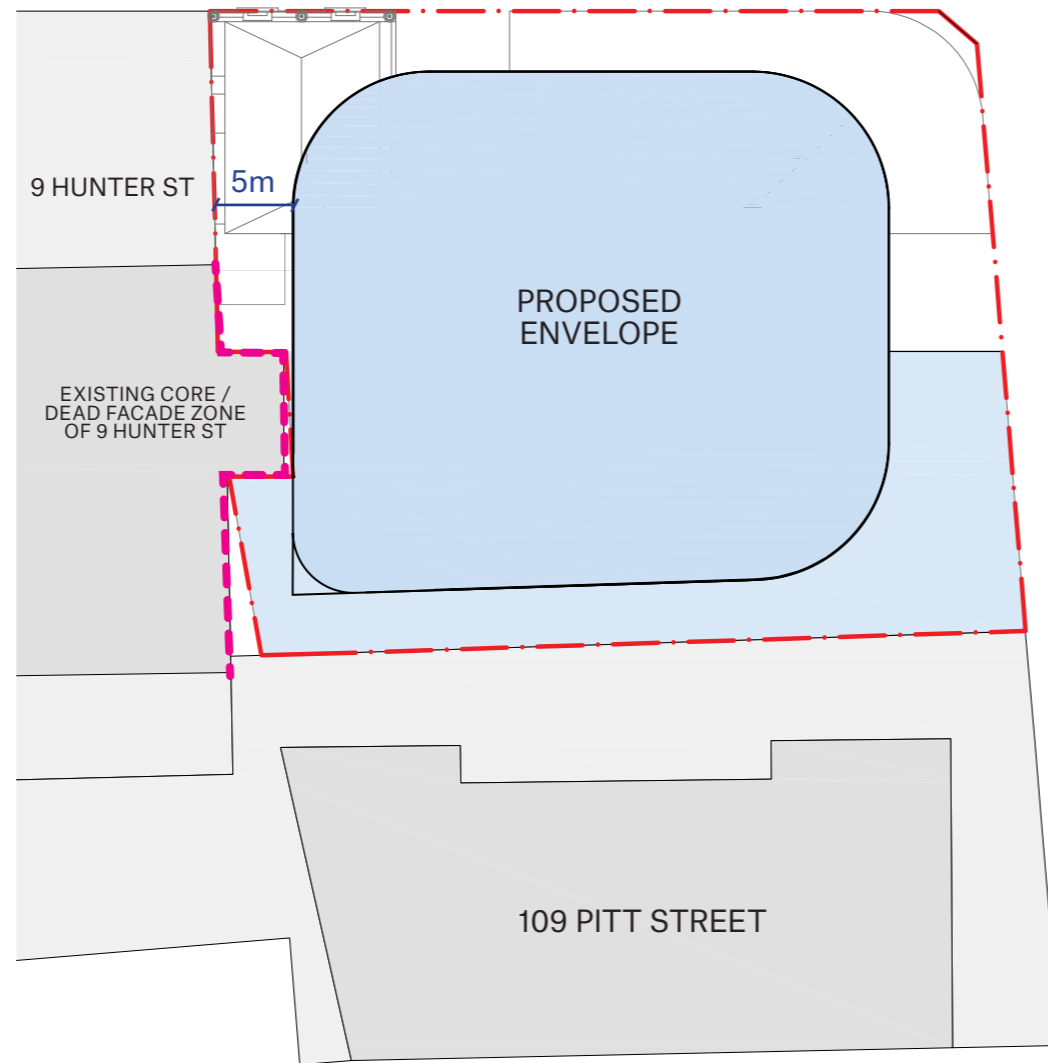 9 HUNTER ST
5m
PROPOSED
ENVELOPE
EXISTING CORE /
DEAD FACADE ZONE
OF 9 HUNTER ST
109 PITT STREET